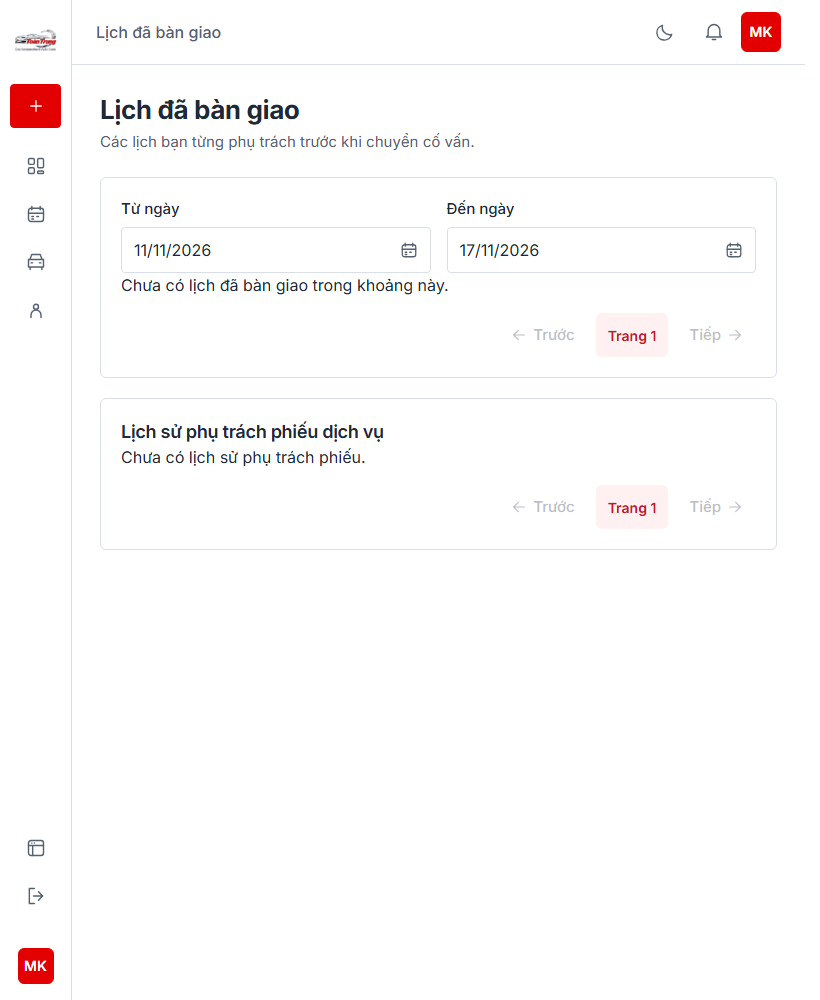 Toàn Trung
Lịch đã bàn giao
MK
+
Lịch đã bàn giao
Các lịch bạn từng phụ trách trước khi chuyển cố vấn.
Từ ngày
Đến ngày
11/11/2026
17/11/2026
Chưa có lịch đã bàn giao trong khoảng này.
← Trước
Trang 1
Tiếp →
Lịch sử phụ trách phiếu dịch vụ
Chưa có lịch sử phụ trách phiếu.
← Trước
Trang 1
Tiếp →
MK